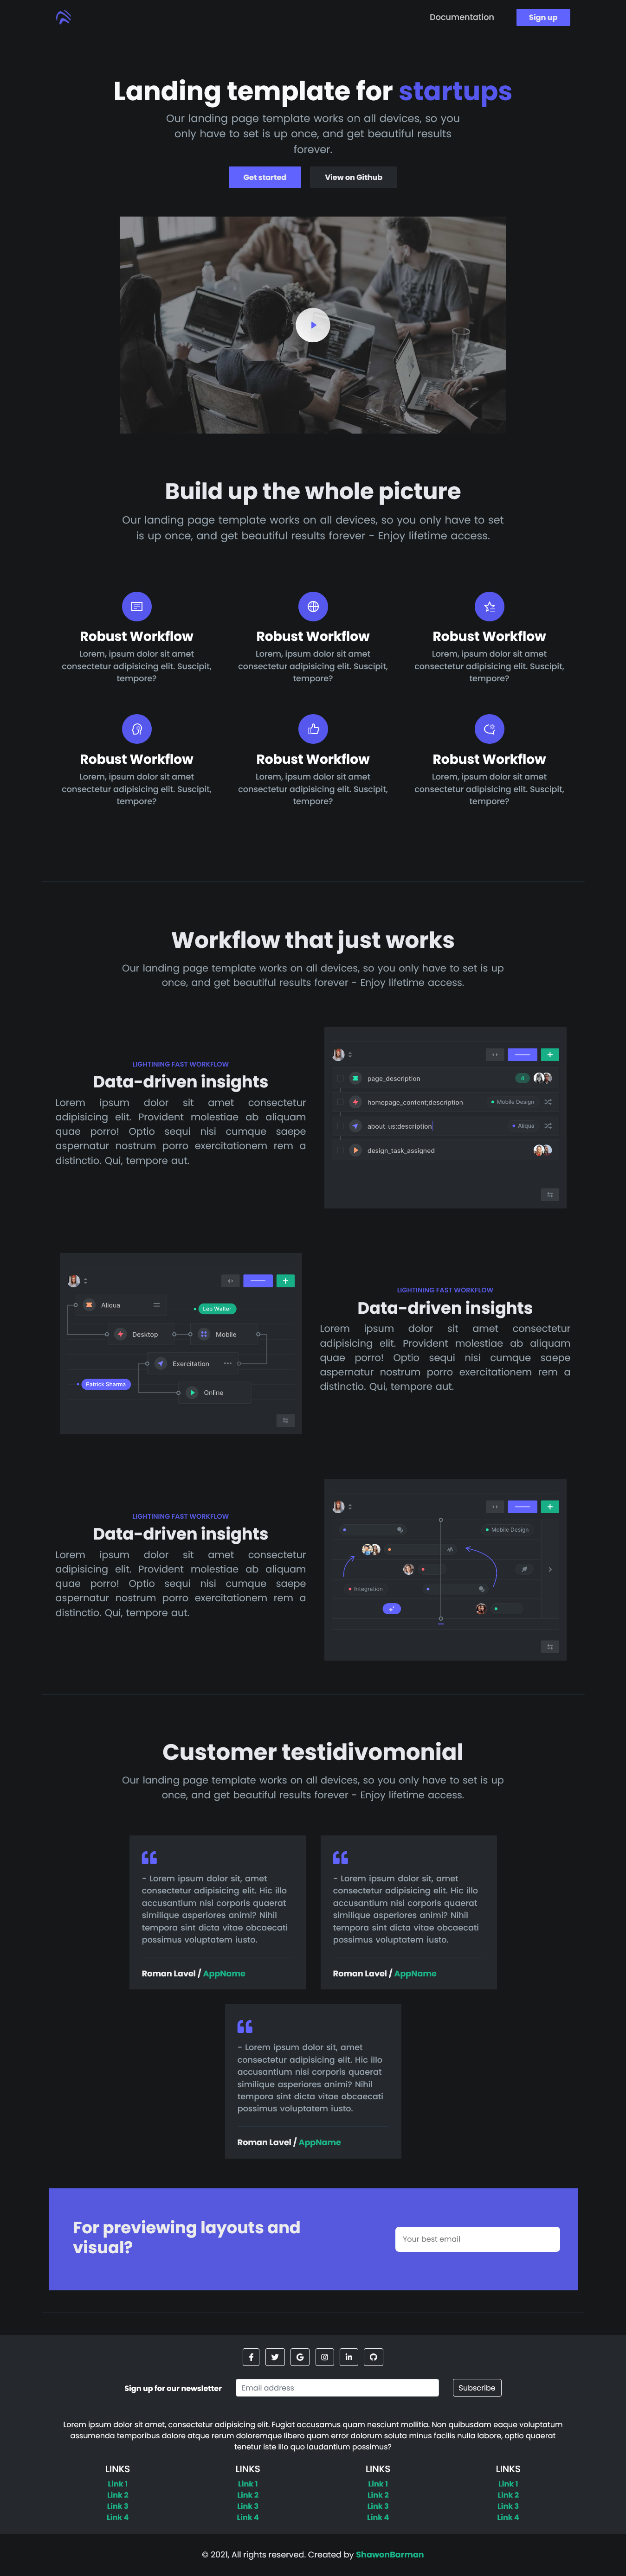 Documentation
Sign up
Landing template for startups
Our landing page template works on all devices, so you
only have to set is up once, and get beautiful results
forever.
Get started
View on Github
Build up the whole picture
Our landing page template works on all devices, so you only have to set
is up once, and get beautiful results forever - Enjoy lifetime access.
Robust Workflow
Lorem, ipsum dolor sit amet
consectetur adipisicing elit. Suscipit,
tempore?
Robust Workflow
Lorem, ipsum dolor sit amet
consectetur adipisicing elit. Suscipit,
tempore?
Robust Workflow
Lorem, ipsum dolor sit amet
consectetur adipisicing elit. Suscipit,
tempore?
Robust Workflow
Lorem, ipsum dolor sit amet
consectetur adipisicing elit. Suscipit,
tempore?
Robust Workflow
Lorem, ipsum dolor sit amet
consectetur adipisicing elit. Suscipit,
tempore?
Robust Workflow
Lorem, ipsum dolor sit amet
consectetur adipisicing elit. Suscipit,
tempore?
Workflow that just works
Our landing page template works on all devices, so you only have to set is up
once, and get beautiful results forever - Enjoy lifetime access.
LIGHTINING FAST WORKFLOW
Data-driven insights
Lorem ipsum dolor sit amet consectetur
adipisicing elit. Provident molestiae ab aliquam
quae porro! Optio sequi nisi cumque saepe
aspernatur nostrum porro exercitationem rem a
distinctio. Qui, tempore aut.
page_description
4
homepage_content;description
Mobile Design
about_us;description
Aliqua
design_task_assigned
Aliqua
Leo Walter
Desktop
Mobile
Exercitation
Patrick Sharma
Online
LIGHTINING FAST WORKFLOW
Data-driven insights
Lorem ipsum dolor sit amet consectetur
adipisicing elit. Provident molestiae ab aliquam
quae porro! Optio sequi nisi cumque saepe
aspernatur nostrum porro exercitationem rem a
distinctio. Qui, tempore aut.
LIGHTINING FAST WORKFLOW
Data-driven insights
Lorem ipsum dolor sit amet consectetur
adipisicing elit. Provident molestiae ab aliquam
quae porro! Optio sequi nisi cumque saepe
aspernatur nostrum porro exercitationem rem a
distinctio. Qui, tempore aut.
Mobile Design
Integration
Customer testidivomonial
Our landing page template works on all devices, so you only have to set is up
once, and get beautiful results forever - Enjoy lifetime access.
- Lorem ipsum dolor sit, amet
consectetur adipisicing elit. Hic illo
accusantium nisi corporis quaerat
similique asperiores animi? Nihil
tempora sint dicta vitae obcaecati
possimus voluptatem iusto.
Roman Lavel / AppName
- Lorem ipsum dolor sit, amet
consectetur adipisicing elit. Hic illo
accusantium nisi corporis quaerat
similique asperiores animi? Nihil
tempora sint dicta vitae obcaecati
possimus voluptatem iusto.
Roman Lavel / AppName
- Lorem ipsum dolor sit, amet
consectetur adipisicing elit. Hic illo
accusantium nisi corporis quaerat
similique asperiores animi? Nihil
tempora sint dicta vitae obcaecati
possimus voluptatem iusto.
Roman Lavel / AppName
For previewing layouts and
visual?
Your best email
Sign up for our newsletter
Email address
Subscribe
Lorem ipsum dolor sit amet, consectetur adipisicing elit. Fugiat accusamus quam nesciunt mollitia. Non quibusdam eaque voluptatum
assumenda temporibus dolore atque rerum doloremque libero quam error dolorum soluta minus facilis nulla labore, optio quaerat
tenetur iste illo quo laudantium possimus?
LINKS
Link 1
Link 2
Link 3
Link 4
LINKS
Link 1
Link 2
Link 3
Link 4
LINKS
Link 1
Link 2
Link 3
Link 4
LINKS
Link 1
Link 2
Link 3
Link 4
© 2021, All rights reserved. Created by ShawonBarman